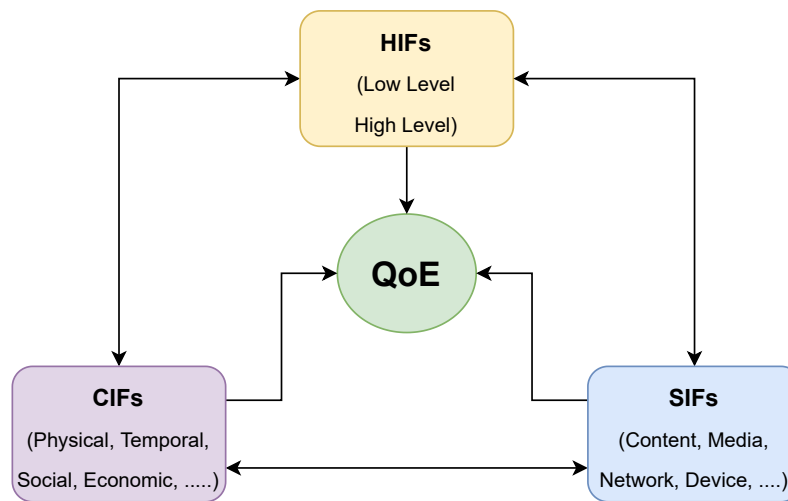 HIFs
(Low Level
High Level)
QoE
CIFs
(Physical, Temporal,
Social, Economic, .....)
SIFs
(Content, Media,
Network, Device, ....)